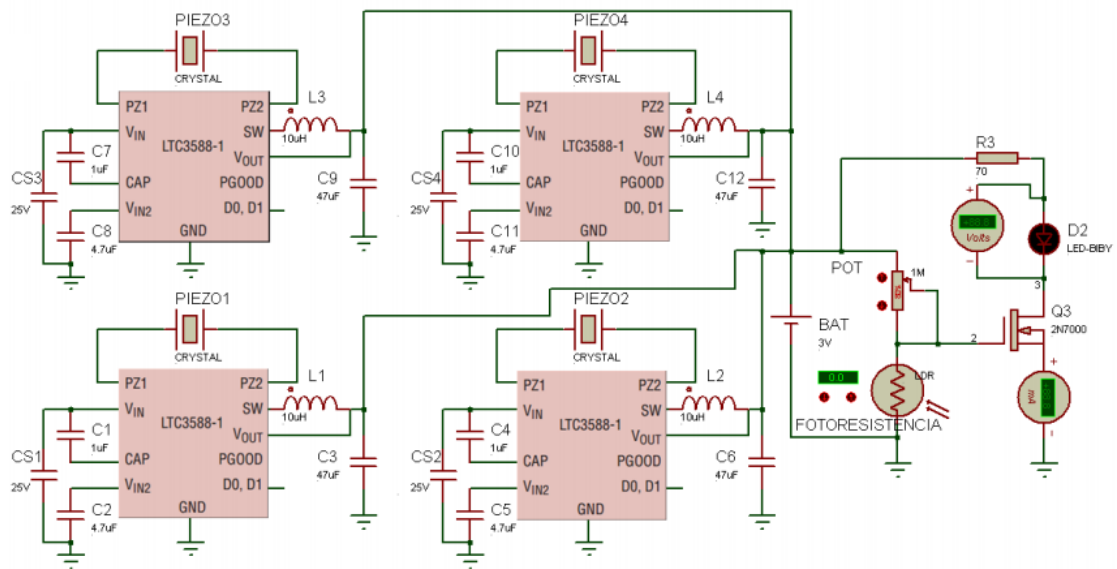 PIEZO3
CRYSTAL
PZ1 PZ2
VIN SW
LTC3588-1
VOUT
CAP PGOOD
VIN2 D0, D1
GND
L3
10uH
C7
1uF
CS3
25V
C8
4.7uF
C9
47uF
PIEZO4
CRYSTAL
PZ1 PZ2
VIN SW
LTC3588-1
VOUT
CAP PGOOD
VIN2 D0, D1
GND
L4
10uH
C10
1uF
CS4
25V
C11
4.7uF
C12
47uF
PIEZO1
CRYSTAL
PZ1 PZ2
VIN SW
LTC3588-1
VOUT
CAP PGOOD
VIN2 D0, D1
GND
L1
10uH
C1
1uF
CS1
25V
C2
4.7uF
C3
47uF
PIEZO2
CRYSTAL
PZ1 PZ2
VIN SW
LTC3588-1
VOUT
CAP PGOOD
VIN2 D0, D1
GND
L2
10uH
C4
1uF
CS2
25V
C5
4.7uF
C6
47uF
R3
70
+
Volts
−
D2
LED-BIBY
POT
1M
3
Q3
2N7000
2
BAT
3V
0.0
LDR
FOTORESISTENCIA
+
mA
−